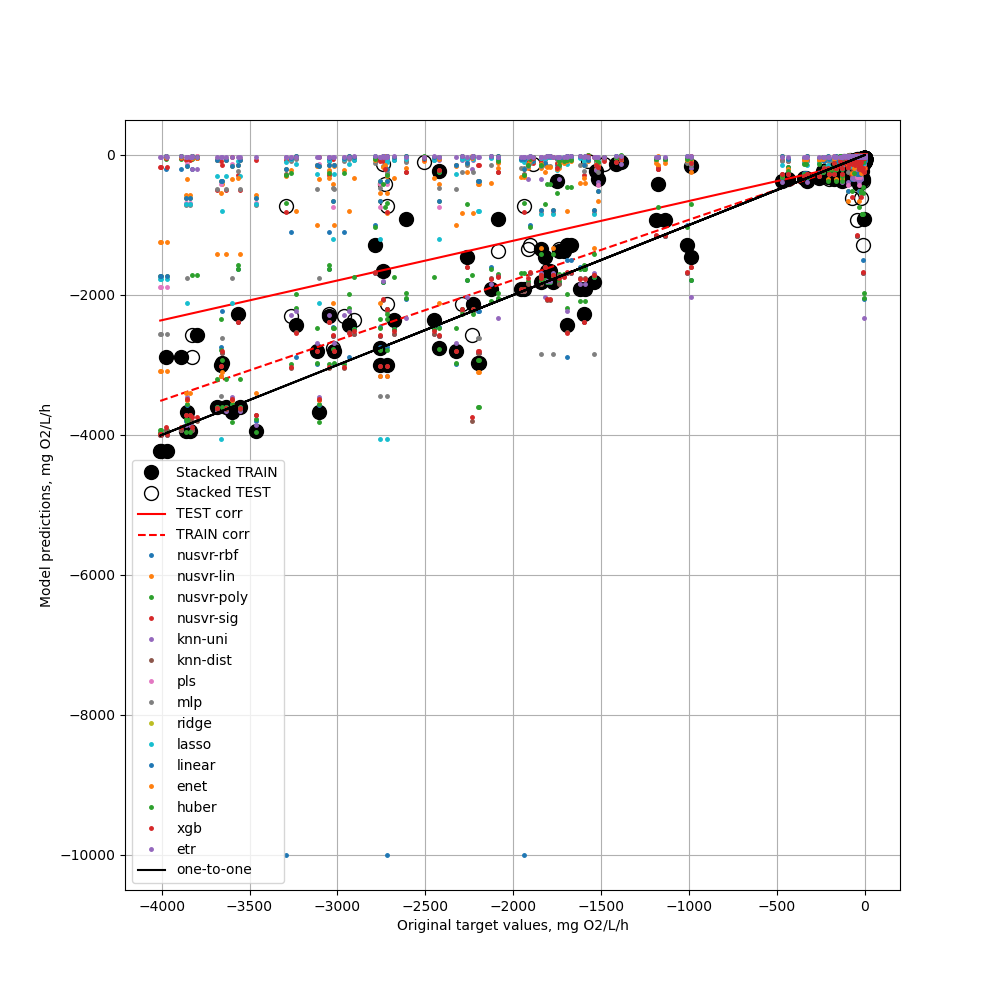 0
−2000
−4000
−6000
−8000
−10000
Model predictions, mg O2/L/h
Stacked TRAIN
Stacked TEST
TEST corr
TRAIN corr
nusvr-rbf
nusvr-lin
nusvr-poly
nusvr-sig
knn-uni
knn-dist
pls
mlp
ridge
lasso
linear
enet
huber
xgb
etr
one-to-one
−4000 −3500 −3000 −2500 −2000 −1500 −1000 −500 0
Original target values, mg O2/L/h